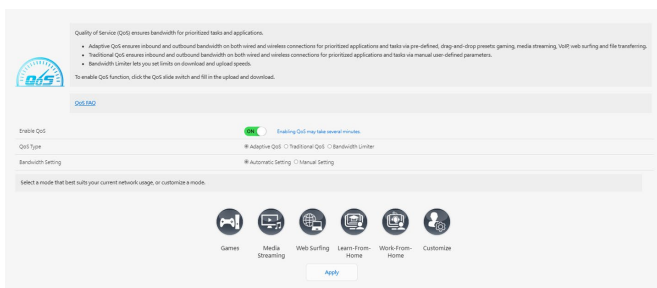 Quality of Service (QoS) ensures bandwidth for prioritized tasks and applications.
Adaptive QoS ensures inbound and outbound bandwidth on both wired and wireless connections for prioritized applications and tasks via pre-defined, drag-and-drop presets: gaming, media streaming, VoIP, web surfing and file transferring.
Traditional QoS ensures inbound and outbound bandwidth on both wired and wireless connections for prioritized applications and tasks via manual user-defined parameters.
Bandwidth Limiter lets you set limits on download and upload speeds.
QoS
To enable QoS function, click the QoS slide switch and fill in the upload and download.
QoS FAQ
Enable QoS
ON
Enabling QoS may take several minutes.
QoS Type
Adaptive QoS Traditional QoS Bandwidth Limiter
Bandwidth Setting
Automatic Setting Manual Setting
Select a mode that best suits your current network usage, or customize a mode.
Games
Media
Streaming
Web Surfing
Learn-From-
Home
Work-From-
Home
Customize
Apply